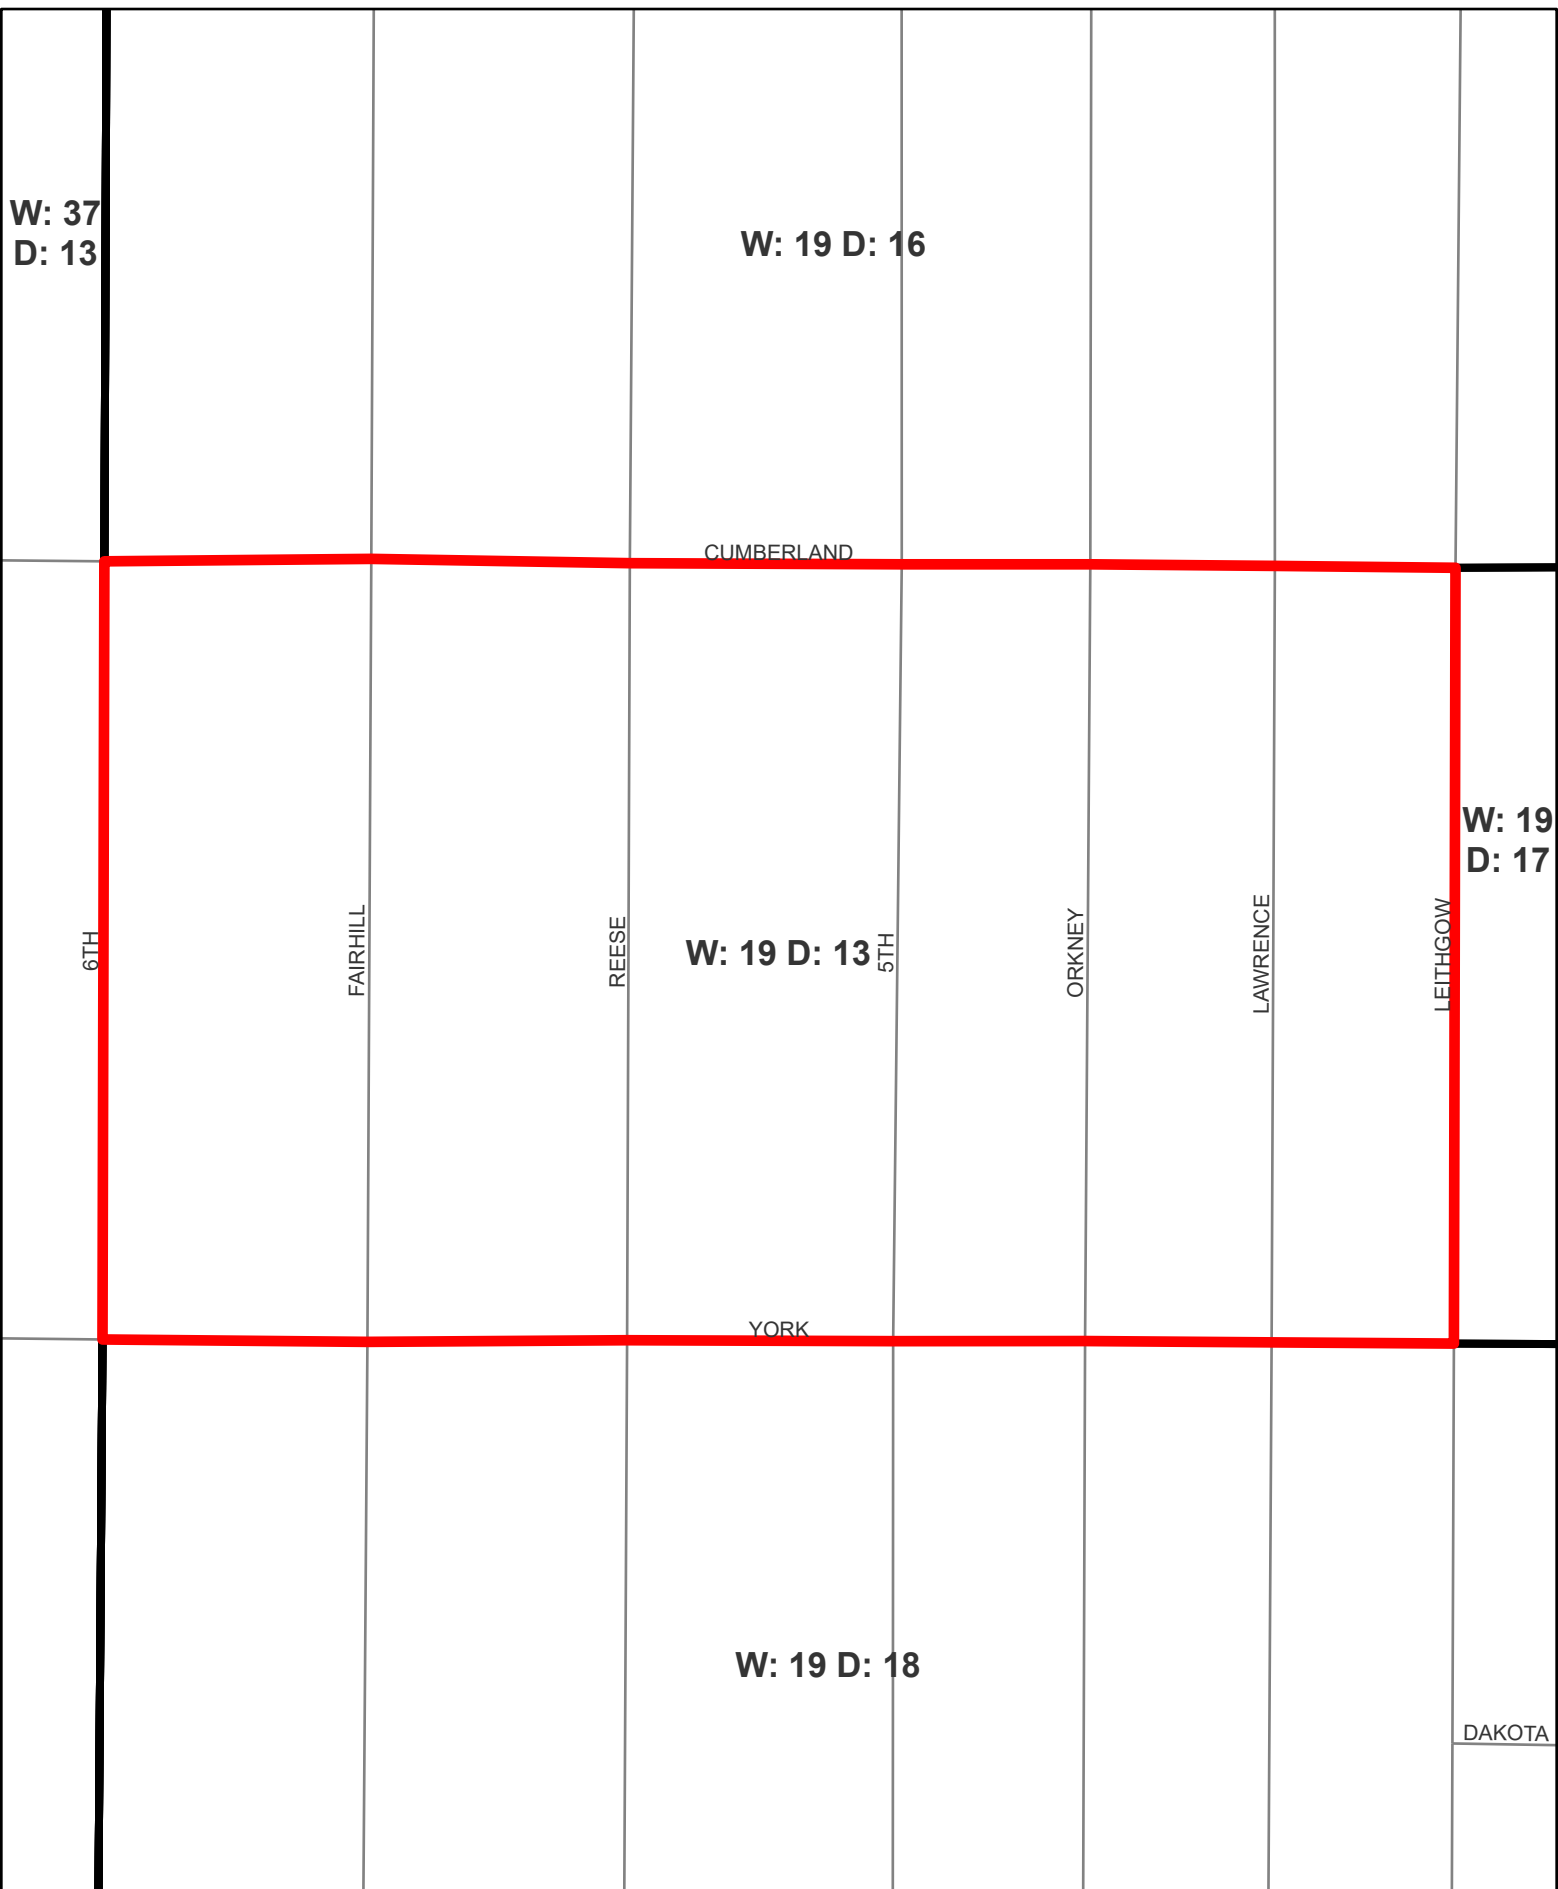 W: 37
D: 13
W: 19 D: 16
CUMBERLAND
W: 19
D: 17
6TH
FAIRHILL
REESE
W: 19 D: 13
5TH
ORKNEY
LAWRENCE
LEITHGOW
YORK
W: 19 D: 18
DAKOTA